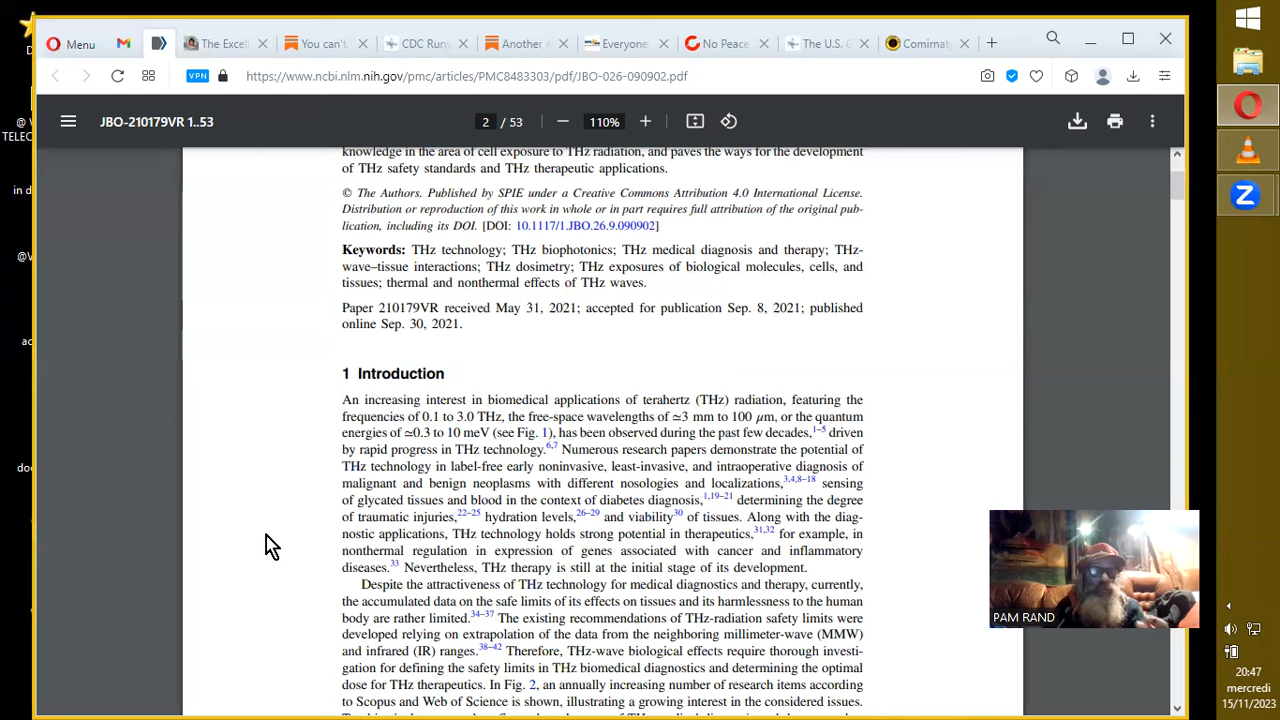 Menu
The Excell
You can't.
CDC Rung
Another A
Everyone
No Peace
The U.S. C
Comirnaty
VPN
https://www.ncbi.nlm.nih.gov/pmc/articles/PMC8483303/pdf/JBO-026-090902.pdf
JBO-210179VR 1..53
2 / 53
110%
knowledge in the area of cell exposure to THz radiation, and paves the ways for the development
of THz safety standards and THz therapeutic applications.
© The Authors. Published by SPIE under a Creative Commons Attribution 4.0 International License.
Distribution or reproduction of this work in whole or in part requires full attribution of the original pub-
lication, including its DOI. [DOI: 10.1117/1.JBO.26.9.090902]
Keywords: THz technology; THz biophotonics; THz medical diagnosis and therapy; THz-
wave–tissue interactions; THz dosimetry; THz exposures of biological molecules, cells, and
tissues; thermal and nonthermal effects of THz waves.
Paper 210179VR received May 31, 2021; accepted for publication Sep. 8, 2021; published
online Sep. 30, 2021.
1 Introduction
An increasing interest in biomedical applications of terahertz (THz) radiation, featuring the
frequencies of 0.1 to 3.0 THz, the free-space wavelengths of ≃3 mm to 100 μm, or the quantum
energies of ≃0.3 to 10 meV (see Fig. 1), has been observed during the past few decades,1–5 driven
by rapid progress in THz technology.6,7 Numerous research papers demonstrate the potential of
THz technology in label-free early noninvasive, least-invasive, and intraoperative diagnosis of
malignant and benign neoplasms with different nosologies and localizations,3,4,8–18 sensing
of glycated tissues and blood in the context of diabetes diagnosis,1,19–21 determining the degree
of traumatic injuries,22–25 hydration levels,26–29 and viability30 of tissues. Along with the diag-
nostic applications, THz technology holds strong potential in therapeutics,31,32 for example, in
nonthermal regulation in expression of genes associated with cancer and inflammatory
diseases.33 Nevertheless, THz therapy is still at the initial stage of its development.
Despite the attractiveness of THz technology for medical diagnostics and therapy, currently,
the accumulated data on the safe limits of its effects on tissues and its harmlessness to the human
body are rather limited.34–37 The existing recommendations of THz-radiation safety limits were
developed relying on extrapolation of the data from the neighboring millimeter-wave (MMW)
and infrared (IR) ranges.38–42 Therefore, THz-wave biological effects require thorough investi-
gation for defining the safety limits in THz biomedical diagnostics and determining the optimal
dose for THz therapeutics. In Fig. 2, an annually increasing number of research items according
to Scopus and Web of Science is shown, illustrating a growing interest in the considered issues.
PAM RAND
20:47
mercredi
15/11/2023